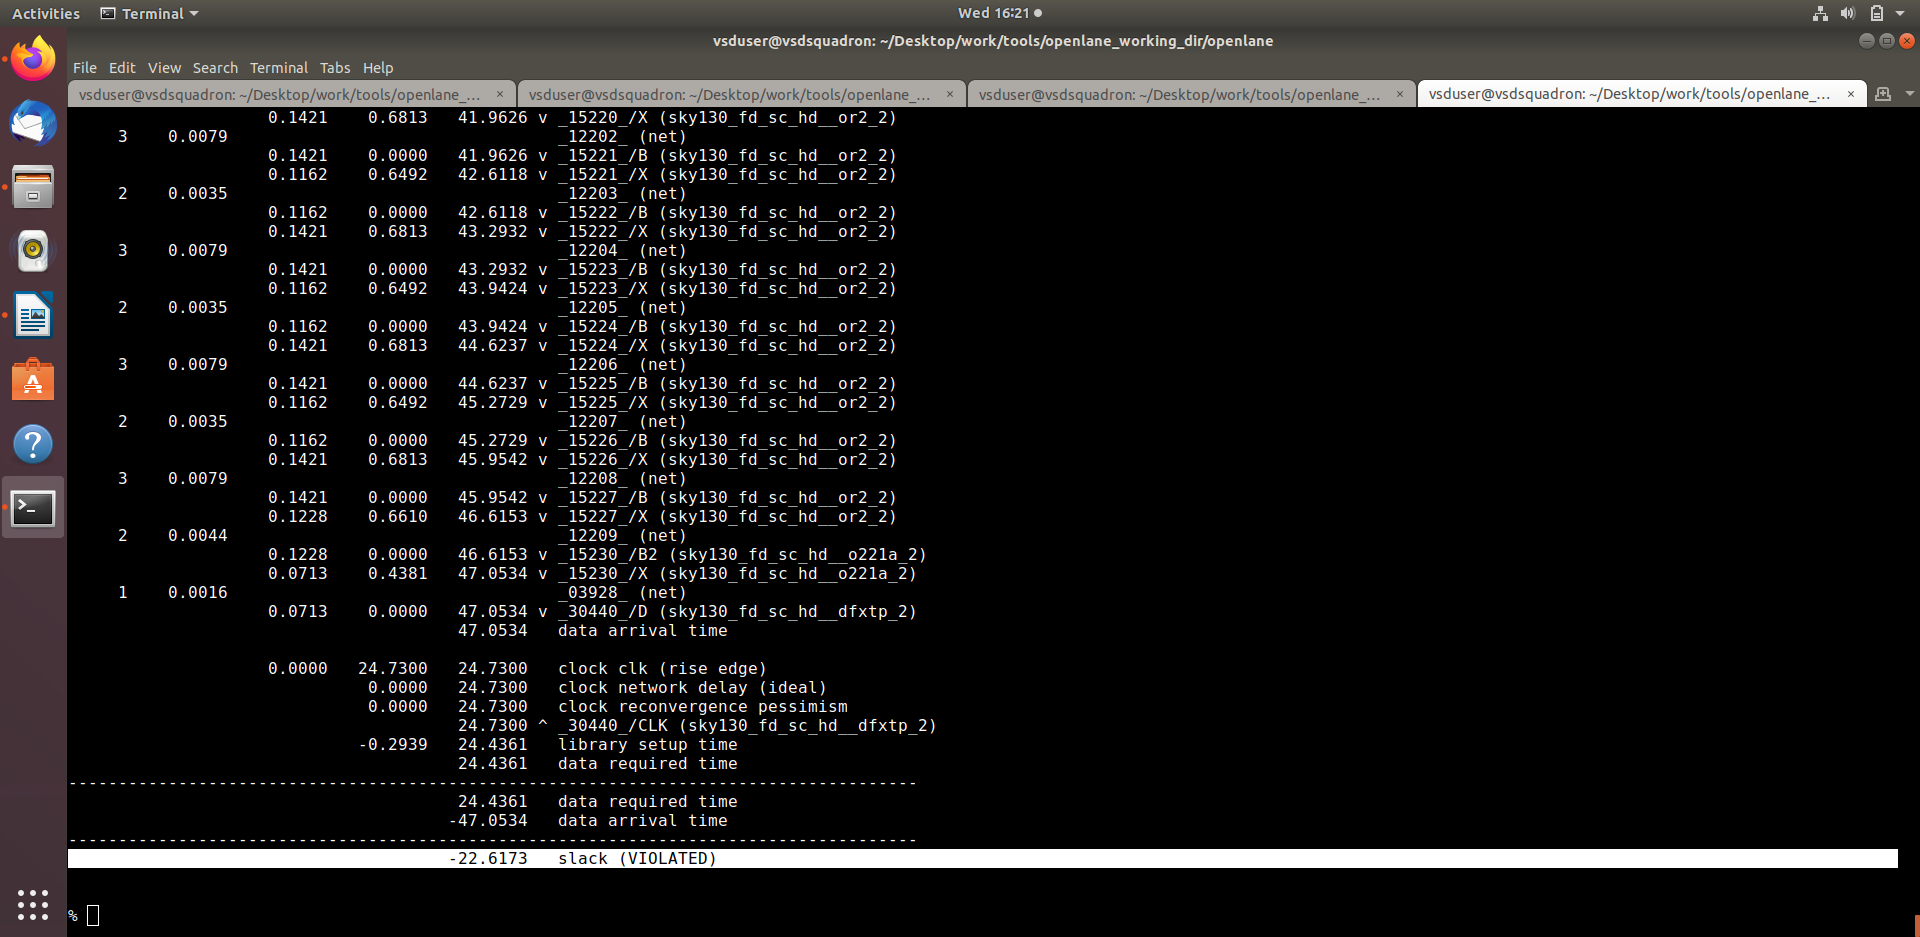 Activities Terminal Wed 16:21
vsduser@vsdsquadron: ~/Desktop/work/tools/openlane_working_dir/openlane
File Edit View Search Terminal Tabs Help
vsduser@vsdsquadron: ~/Desktop/work/tools/openlane_... × vsduser@vsdsquadron: ~/Desktop/work/tools/openlane_... × vsduser@vsdsquadron: ~/Desktop/work/tools/openlane_... × vsduser@vsdsquadron: ~/Desktop/work/tools/openlane_... ×
0.1421 0.6813 41.9626 v _15220_/X (sky130_fd_sc_hd__or2_2)
3 0.0079 _12202_ (net)
0.1421 0.0000 41.9626 v _15221_/B (sky130_fd_sc_hd__or2_2)
0.1162 0.6492 42.6118 v _15221_/X (sky130_fd_sc_hd__or2_2)
2 0.0035 _12203_ (net)
0.1162 0.0000 42.6118 v _15222_/B (sky130_fd_sc_hd__or2_2)
0.1421 0.6813 43.2932 v _15222_/X (sky130_fd_sc_hd__or2_2)
3 0.0079 _12204_ (net)
0.1421 0.0000 43.2932 v _15223_/B (sky130_fd_sc_hd__or2_2)
0.1162 0.6492 43.9424 v _15223_/X (sky130_fd_sc_hd__or2_2)
2 0.0035 _12205_ (net)
0.1162 0.0000 43.9424 v _15224_/B (sky130_fd_sc_hd__or2_2)
0.1421 0.6813 44.6237 v _15224_/X (sky130_fd_sc_hd__or2_2)
3 0.0079 _12206_ (net)
0.1421 0.0000 44.6237 v _15225_/B (sky130_fd_sc_hd__or2_2)
0.1162 0.6492 45.2729 v _15225_/X (sky130_fd_sc_hd__or2_2)
2 0.0035 _12207_ (net)
0.1162 0.0000 45.2729 v _15226_/B (sky130_fd_sc_hd__or2_2)
0.1421 0.6813 45.9542 v _15226_/X (sky130_fd_sc_hd__or2_2)
3 0.0079 _12208_ (net)
0.1421 0.0000 45.9542 v _15227_/B (sky130_fd_sc_hd__or2_2)
0.1228 0.6610 46.6153 v _15227_/X (sky130_fd_sc_hd__or2_2)
2 0.0044 _12209_ (net)
0.1228 0.0000 46.6153 v _15230_/B2 (sky130_fd_sc_hd__o221a_2)
0.0713 0.4381 47.0534 v _15230_/X (sky130_fd_sc_hd__o221a_2)
1 0.0016 _03928_ (net)
0.0713 0.0000 47.0534 v _30440_/D (sky130_fd_sc_hd__dfxtp_2)
47.0534 data arrival time
0.0000 24.7300 24.7300 clock clk (rise edge)
0.0000 24.7300 clock network delay (ideal)
0.0000 24.7300 clock reconvergence pessimism
24.7300 ^ _30440_/CLK (sky130_fd_sc_hd__dfxtp_2)
-0.2939 24.4361 library setup time
24.4361 data required time
-------------------------------------------------------------------------------------
24.4361 data required time
-47.0534 data arrival time
-------------------------------------------------------------------------------------
-22.6173 slack (VIOLATED)
%